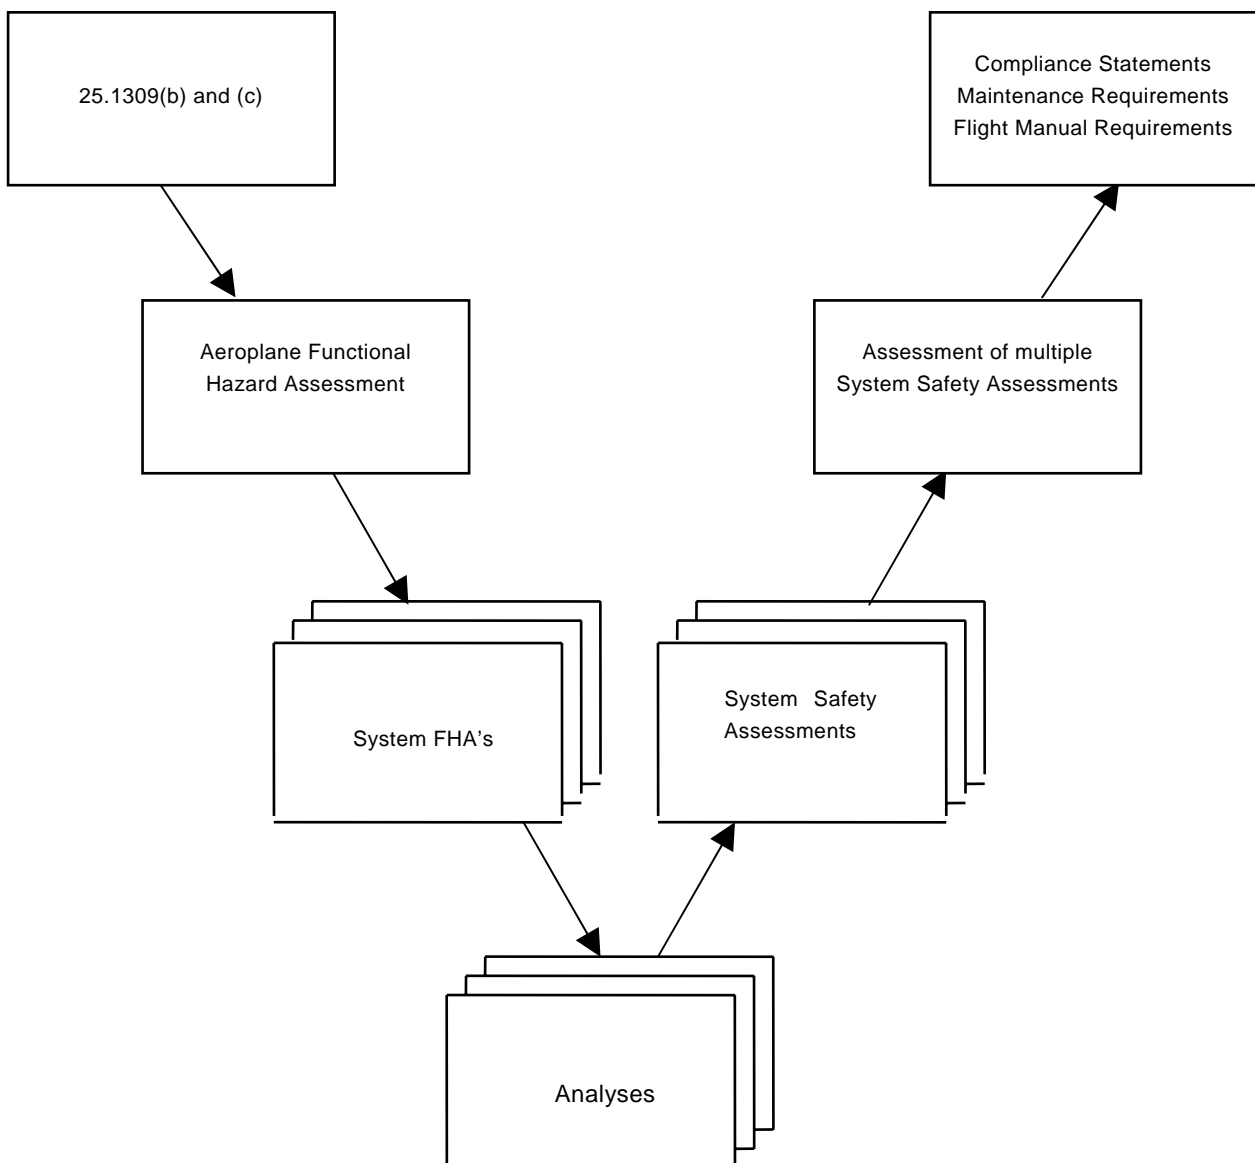 25.1309(b) and (c)
Compliance Statements
Maintenance Requirements
Flight Manual Requirements
Aeroplane Functional
Hazard Assessment
Assessment of multiple
System Safety Assessments
System FHA’s
System Safety
Assessments
Analyses